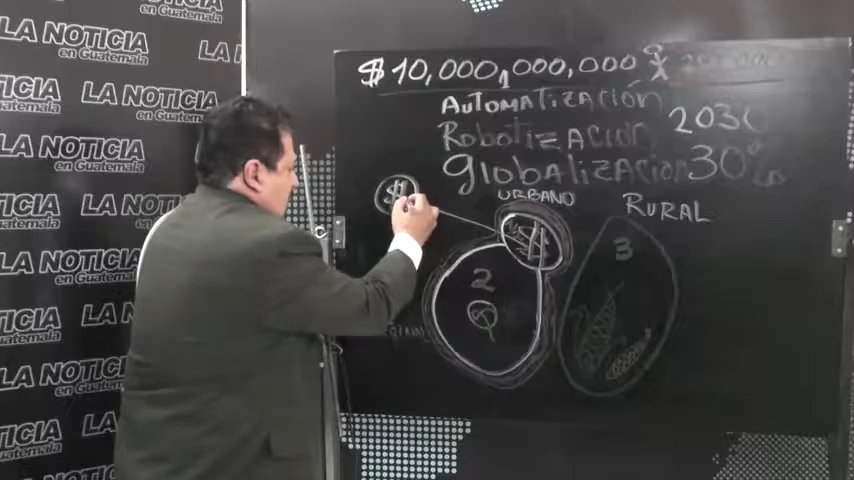 LA NOTICIA
en Guatemala
$10,000,000,000
AUTOMATIZACIÓN
ROBOTIZACIÓN 2030
globalización 30%
URBANO RURAL
$
$
2
3